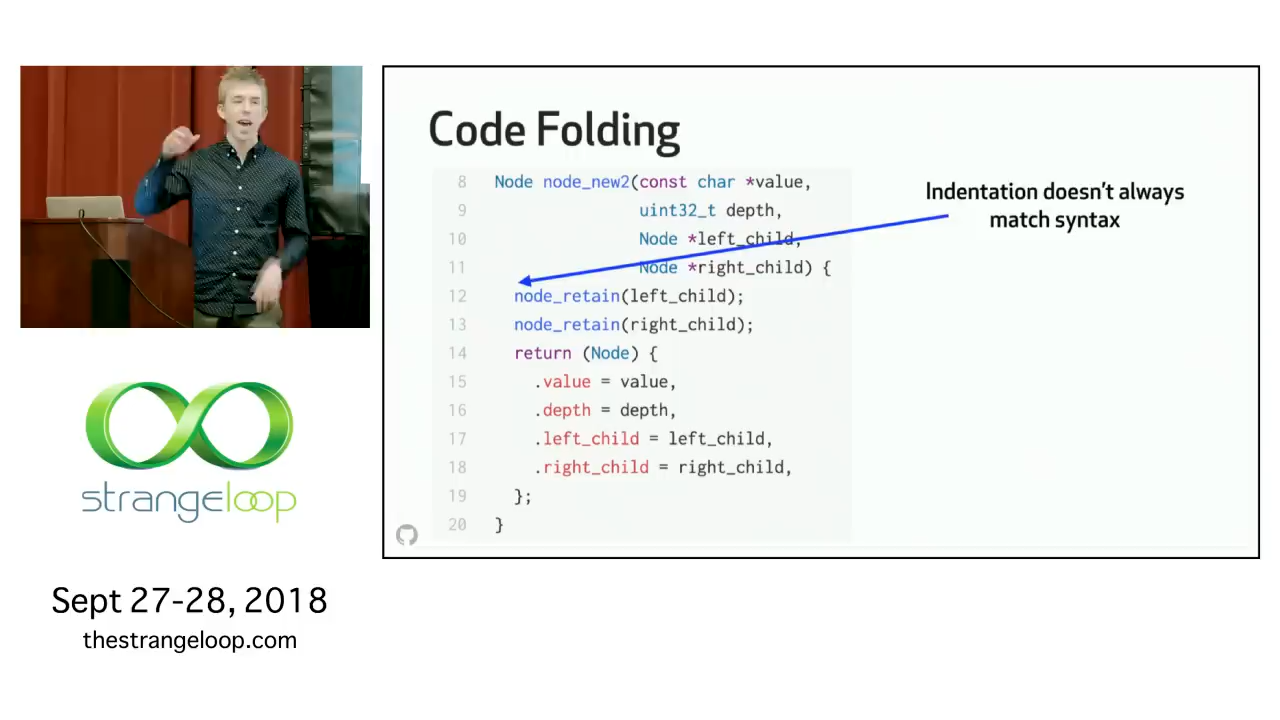 Code Folding
8 Node node_new2(const char *value,
9 uint32_t depth,
10 Node *left_child,
11 Node *right_child) {
12 node_retain(left_child);
13 node_retain(right_child);
14 return (Node) {
15 .value = value,
16 .depth = depth,
17 .left_child = left_child,
18 .right_child = right_child,
19 };
20 }
Indentation doesn't always
match syntax
strangeloop
Sept 27-28, 2018
thestrangeloop.com